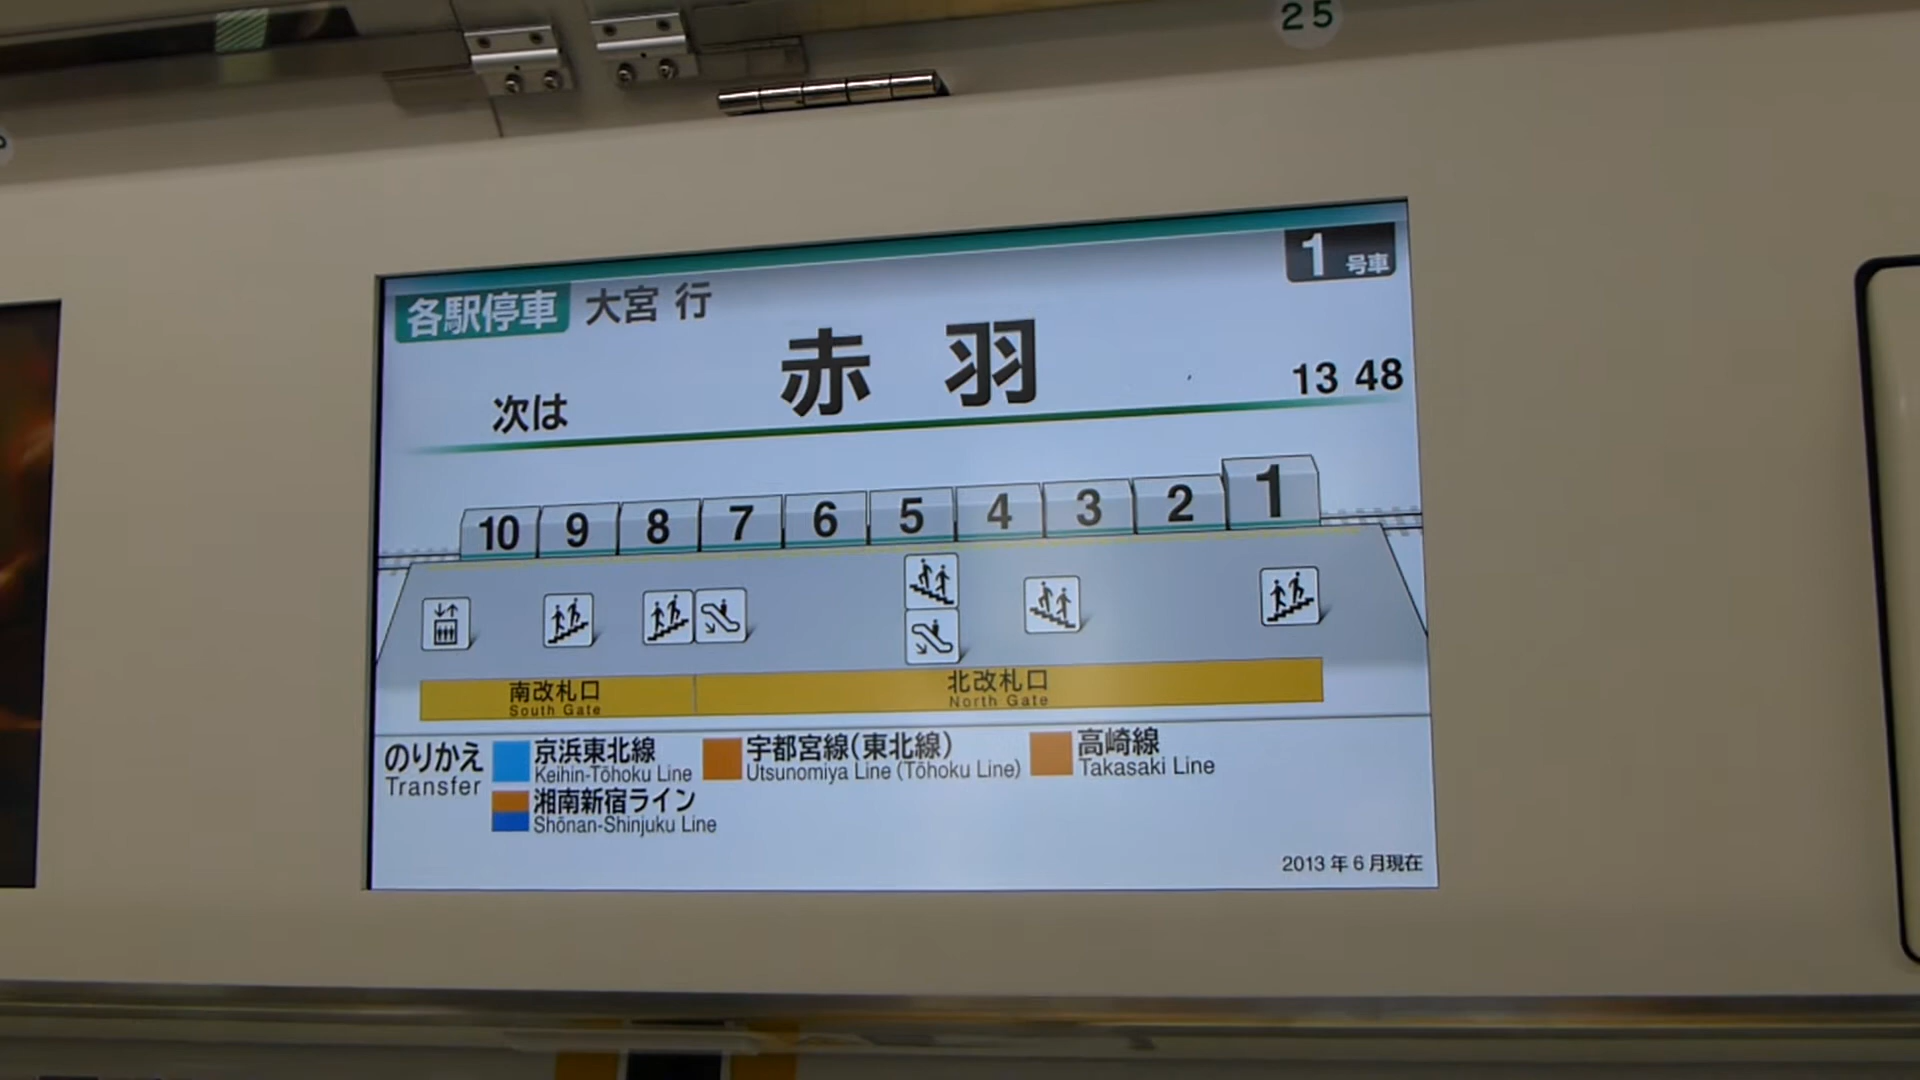 25
1 号車
各駅停車 大宮 行
次は 赤羽 13 48
10 9 8 7 6 5 4 3 2 1
南改札口 北改札口
South Gate North Gate
のりかえ 京浜東北線 宇都宮線(東北線) 高崎線
Transfer Keihin-Tōhoku Line Utsunomiya Line (Tōhoku Line) Takasaki Line
湘南新宿ライン
Shōnan-Shinjuku Line
2013 年 6 月現在